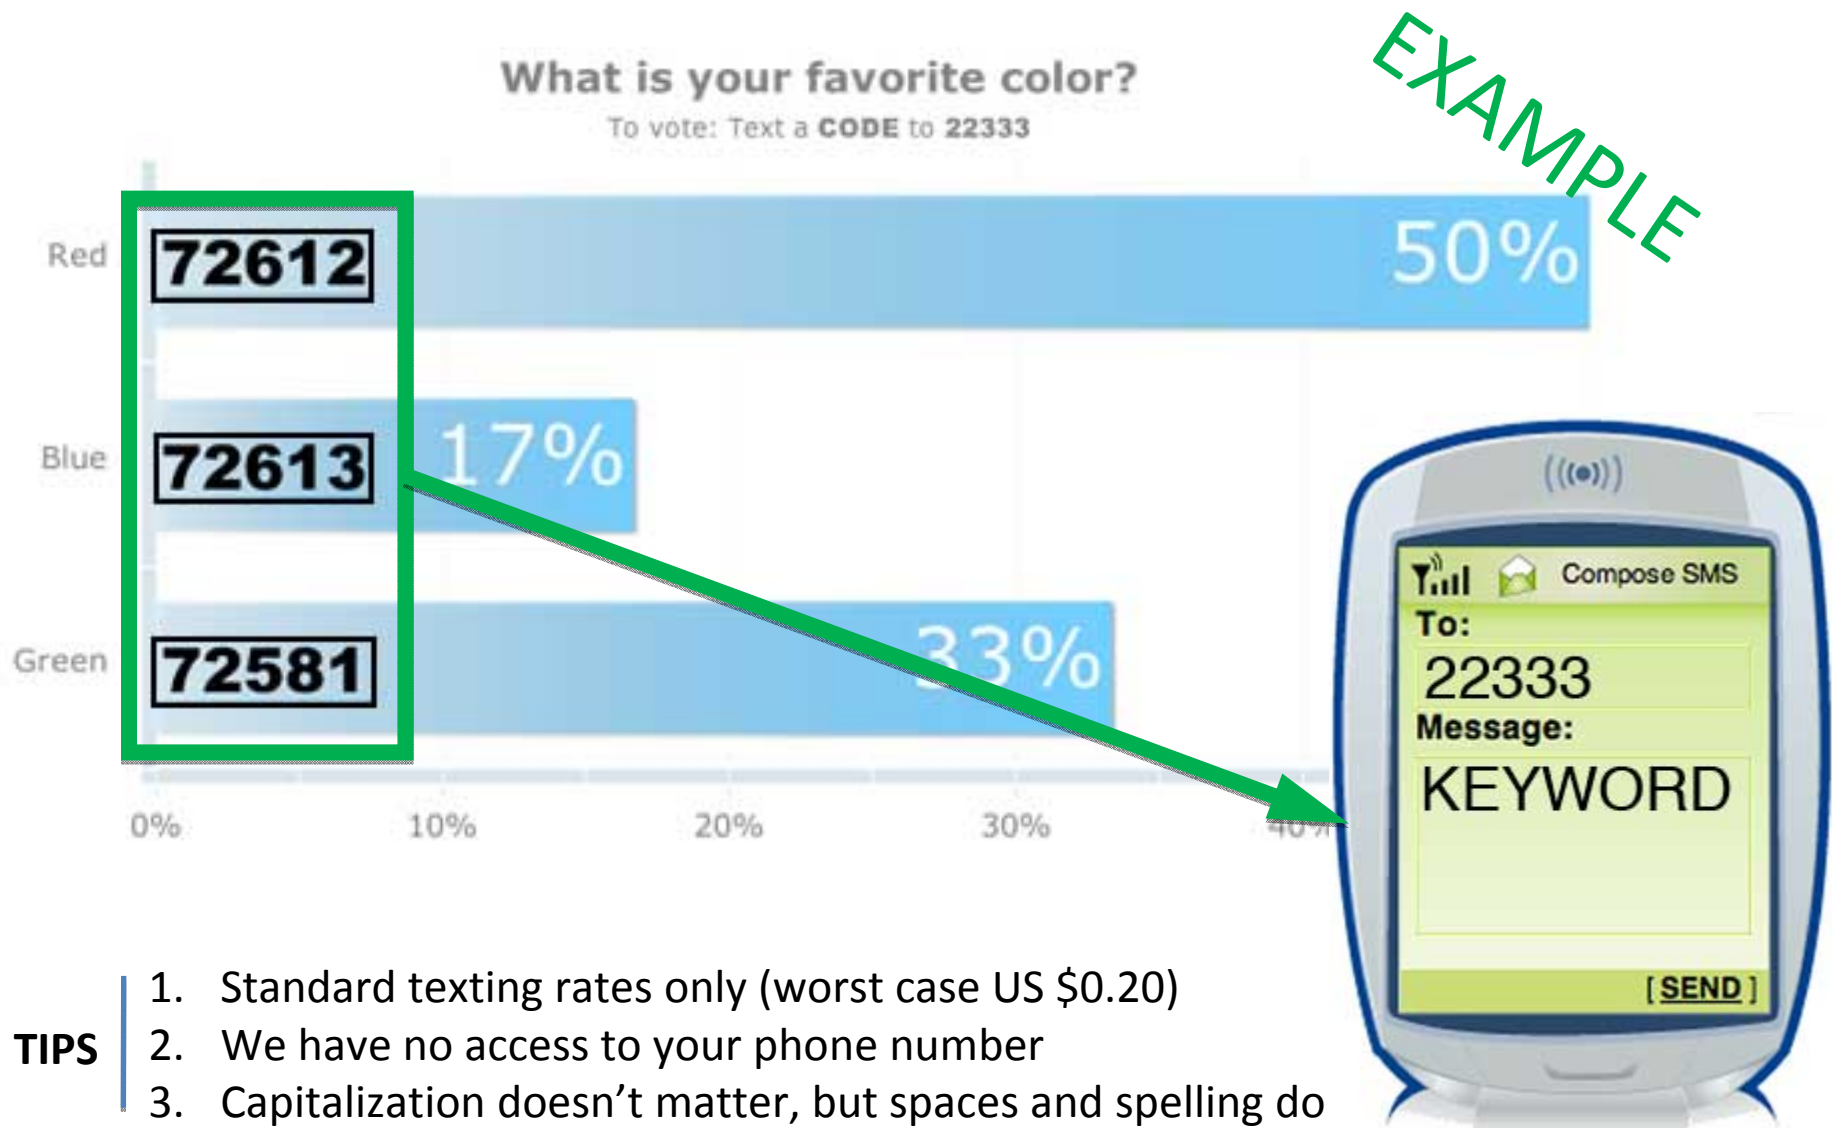 EXAMPLE
What is your favorite color?
To vote: Text a CODE to 22333
Red
72612
50%
Blue
72613
17%
Green
72581
33%
0%
10%
20%
30%
40%
Compose SMS
To:
22333
Message:
KEYWORD
[ SEND ]
TIPS
1. Standard texting rates only (worst case US $0.20)
2. We have no access to your phone number
3. Capitalization doesn’t matter, but spaces and spelling do